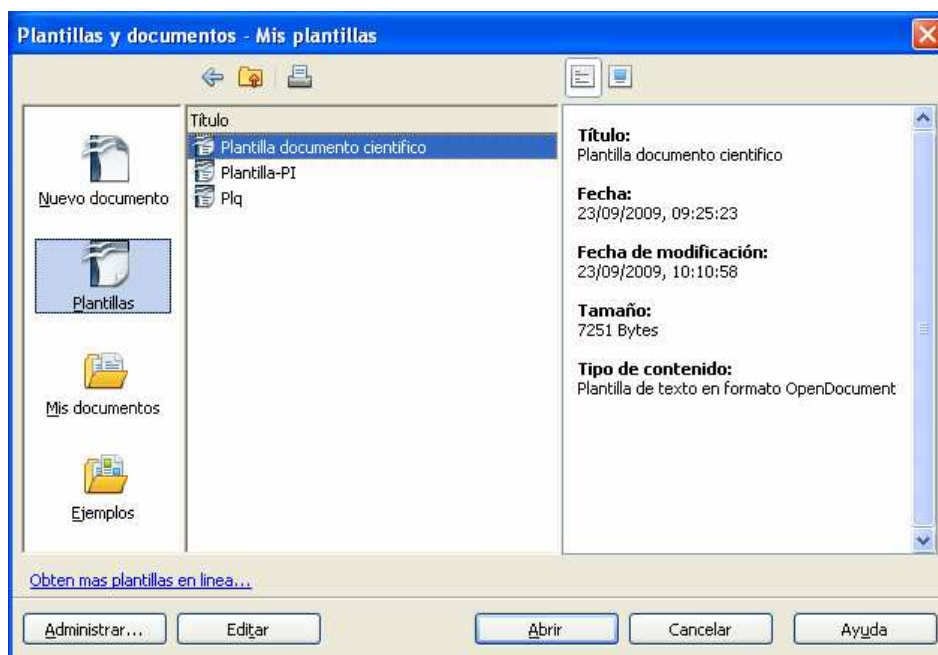 Plantillas y documentos - Mis plantillas
Nuevo documento
Plantillas
Mis documentos
Ejemplos
Título
Plantilla documento cientifico
Plantilla-PI
Plq
Título:
Plantilla documento cientifico
Fecha:
23/09/2009, 09:25:23
Fecha de modificación:
23/09/2009, 10:10:58
Tamaño:
7251 Bytes
Tipo de contenido:
Plantilla de texto en formato OpenDocument
Obten mas plantillas en linea...
Administrar... Editar Abrir Cancelar Ayuda